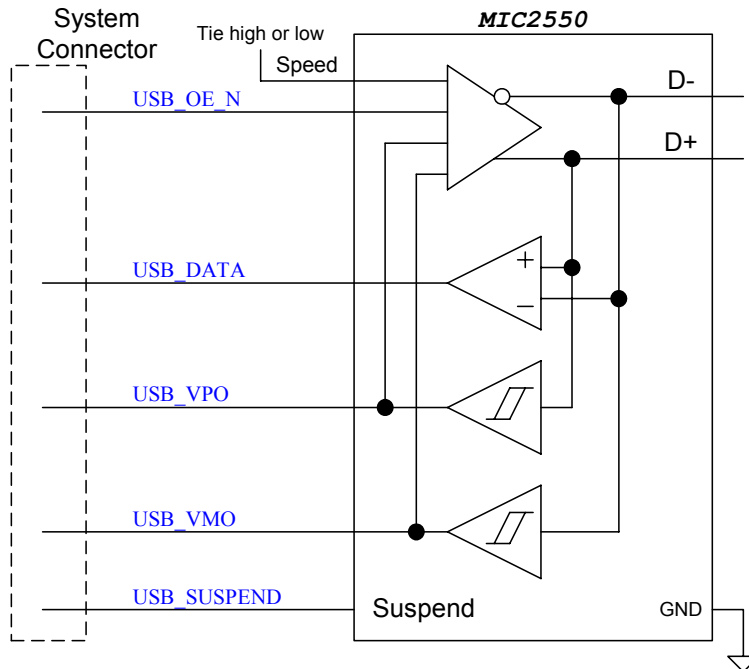 System
Connector
Tie high or low
Speed
MIC2550
USB_OE_N
D-
D+
USB_DATA
+
−
USB_VPO
USB_VMO
USB_SUSPEND
Suspend
GND